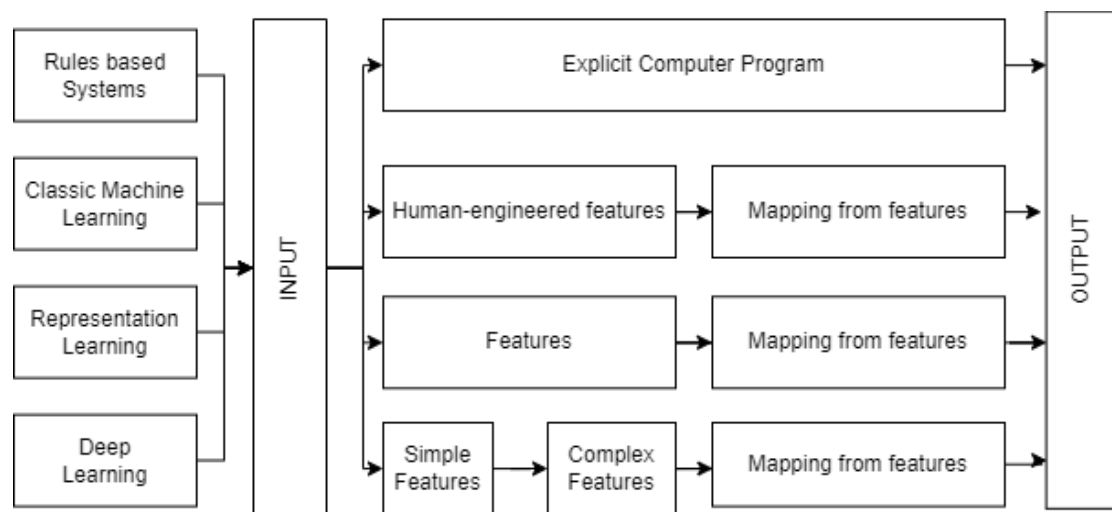 Rules based
Systems
Classic Machine
Learning
Representation
Learning
Deep
Learning
INPUT
Explicit Computer Program
Human-engineered features
Mapping from features
Features
Mapping from features
Simple
Features
Complex
Features
Mapping from features
OUTPUT